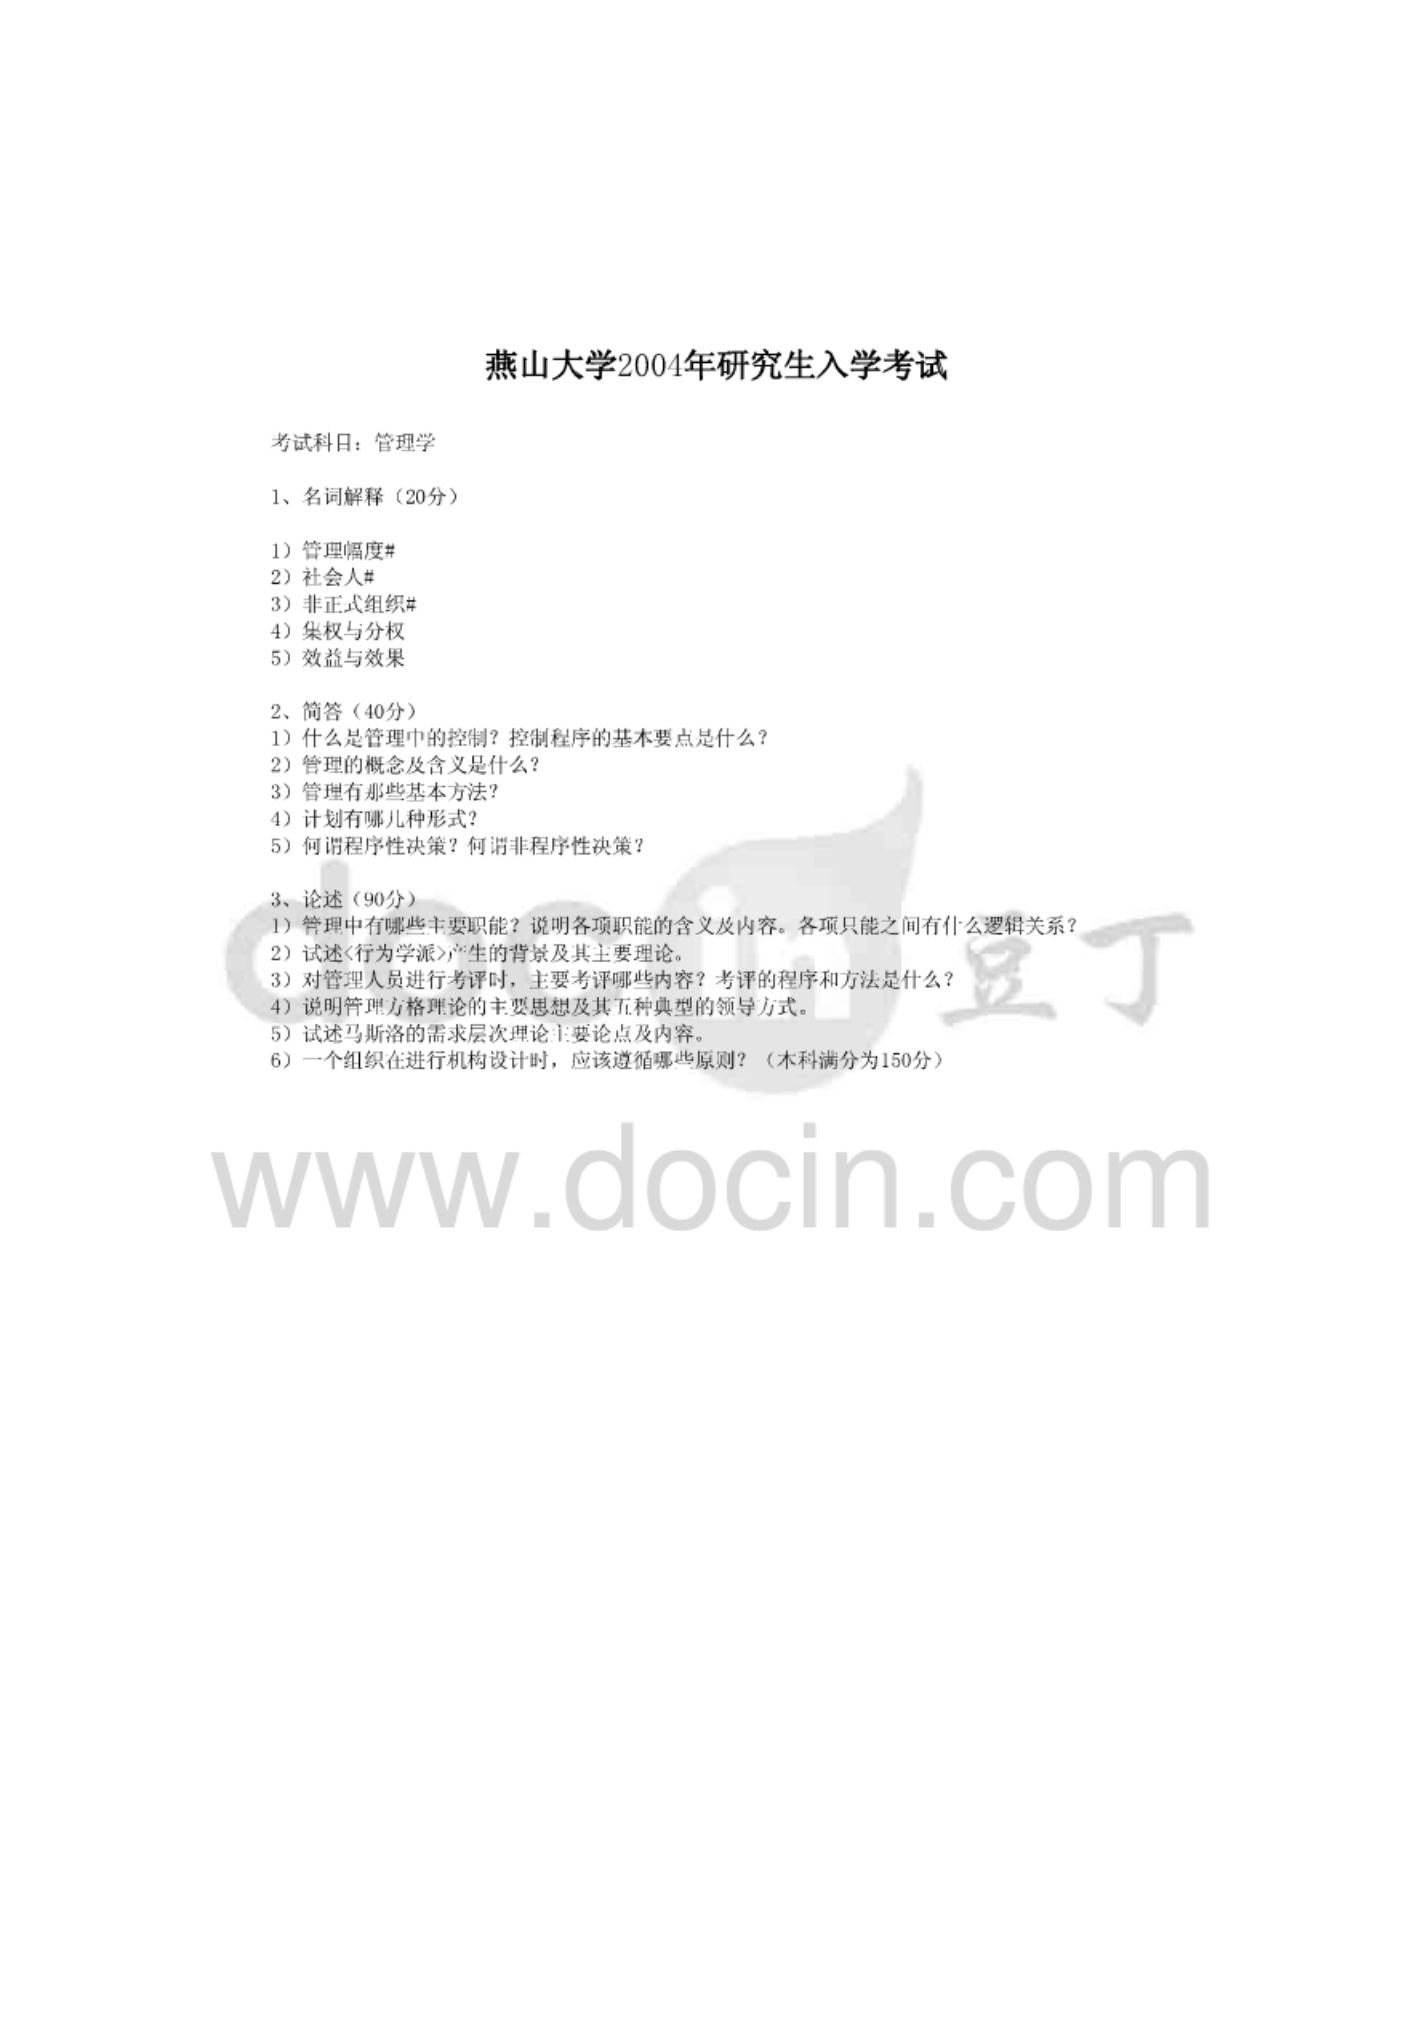 燕山大学2004年研究生入学考试
考试科目：管理学
1、名词解释（20分）
1）管理幅度#
2）社会人#
3）非正式组织#
4）集权与分权
5）效益与效果
2、简答（40分）
1）什么是管理中的控制？控制程序的基本要点是什么？
2）管理的概念及含义是什么？
3）管理有那些基本方法？
4）计划有哪几种形式？
5）何谓程序性决策？何谓非程序性决策？
3、论述（90分）
1）管理中有哪些主要职能？说明各项职能的含义及内容。各项只能之间有什么逻辑关系？
2）试述<行为学派>产生的背景及其主要理论。
3）对管理人员进行考评时，主要考评哪些内容？考评的程序和方法是什么？
4）说明管理方格理论的主要思想及其五种典型的领导方式。
5）试述马斯洛的需求层次理论主要论点及内容。
6）一个组织在进行机构设计时，应该遵循哪些原则？（本科满分为150分）
docin 豆丁
www.docin.com